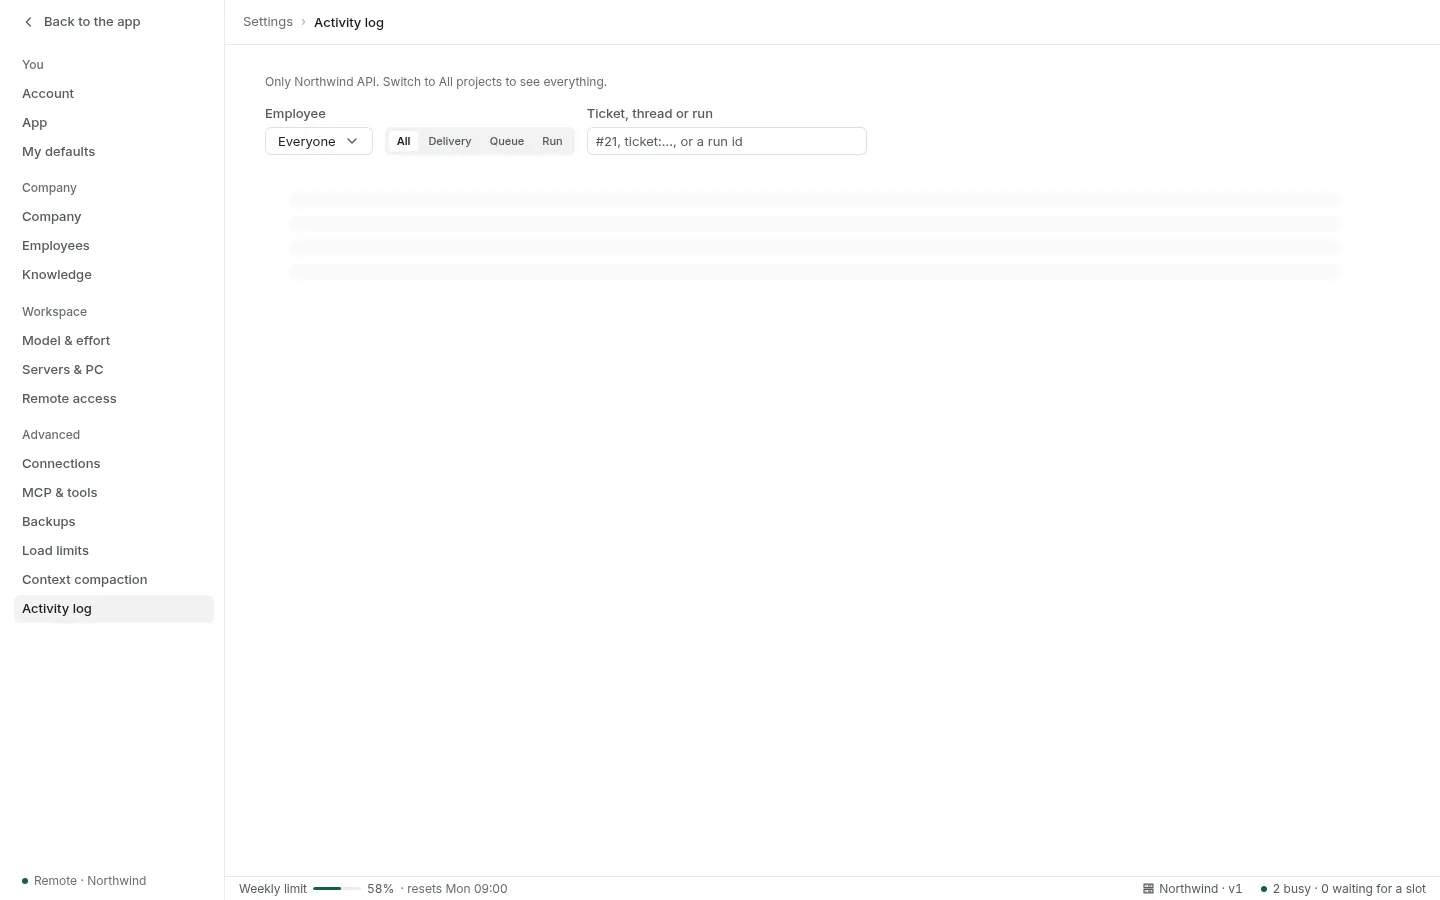 Back to the app
You
Account
App
My defaults
Company
Company
Employees
Knowledge
Workspace
Model & effort
Servers & PC
Remote access
Advanced
Connections
MCP & tools
Backups
Load limits
Context compaction
Activity log
Remote · Northwind
Settings › Activity log
Only Northwind API. Switch to All projects to see everything.
Employee
Everyone
All Delivery Queue Run
Ticket, thread or run
#21, ticket:..., or a run id
Weekly limit 58% · resets Mon 09:00
Northwind · v1
2 busy · 0 waiting for a slot